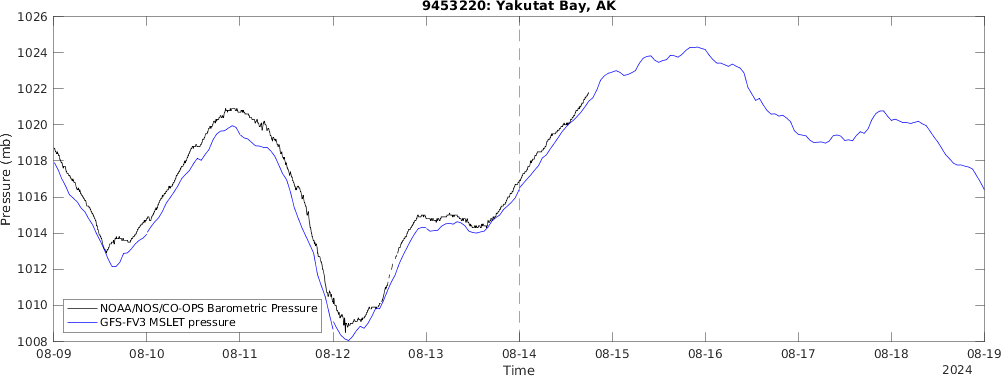 9453220: Yakutat Bay, AK
1026
1024
1022
1020
1018
1016
1014
1012
1010
1008
Pressure (mb)
NOAA/NOS/CO-OPS Barometric Pressure
GFS-FV3 MSLET pressure
08-09 08-10 08-11 08-12 08-13 08-14 08-15 08-16 08-17 08-18 08-19
Time
2024